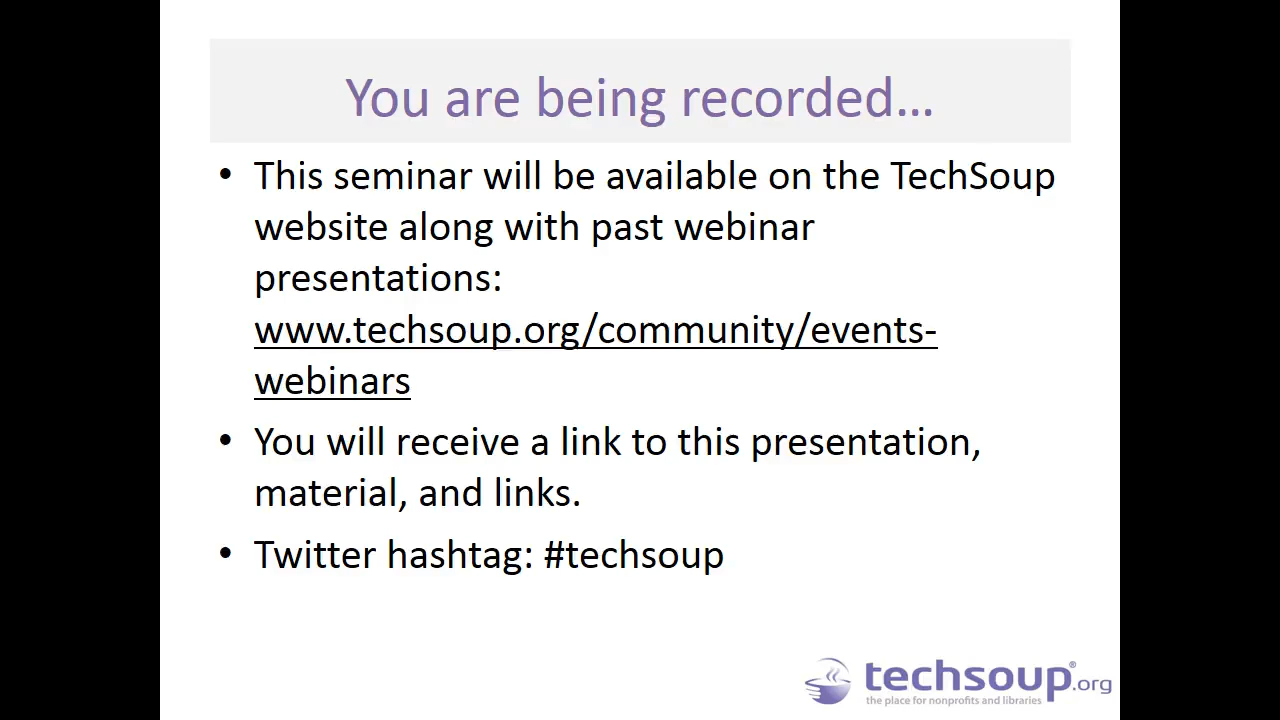 You are being recorded...
• This seminar will be available on the TechSoup
website along with past webinar
presentations:
www.techsoup.org/community/events-
webinars
• You will receive a link to this presentation,
material, and links.
• Twitter hashtag: #techsoup
techsoup®.org
the place for nonprofits and libraries